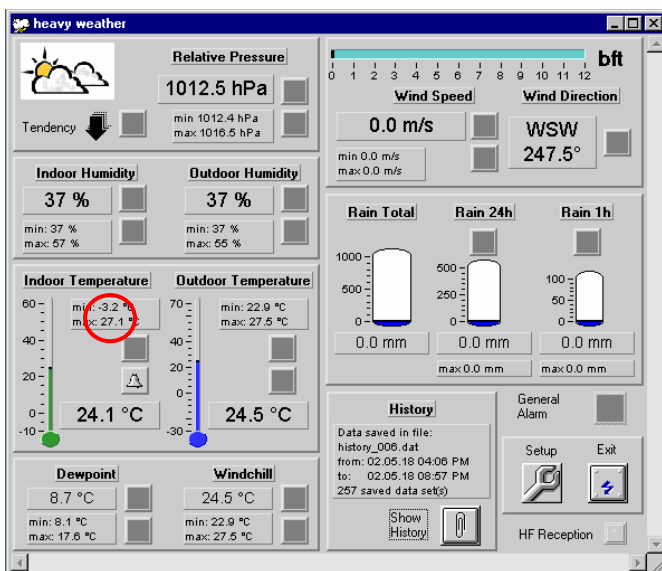 heavy weather
Relative Pressure
1012.5 hPa
Tendency
min 1012.4 hPa
max 1016.5 hPa
bft
0 1 2 3 4 5 6 7 8 9 10 11 12
Wind Speed
Wind Direction
0.0 m/s
WSW
247.5°
min 0.0 m/s
max 0.0 m/s
Indoor Humidity
Outdoor Humidity
37 %
37 %
min: 37 %
max: 57 %
min: 37 %
max: 55 %
Rain Total
Rain 24h
Rain 1h
1000
500
0
500
250
0
100
50
0
0.0 mm
0.0 mm
0.0 mm
max 0.0 mm
max 0.0 mm
Indoor Temperature
Outdoor Temperature
min: -3.2 °C
max: 27.1 °C
min: 22.9 °C
max: 27.5 °C
60
40
20
0
-10
70
40
20
0
-30
24.1 °C
24.5 °C
History
Data saved in file:
history_006.dat
from: 02.05.18 04:06 PM
to: 02.05.18 08:57 PM
257 saved data set(s)
Show
History
General
Alarm
Setup
Exit
HF Reception
Dewpoint
Windchill
8.7 °C
24.5 °C
min: 8.1 °C
max: 17.6 °C
min: 22.9 °C
max: 27.5 °C